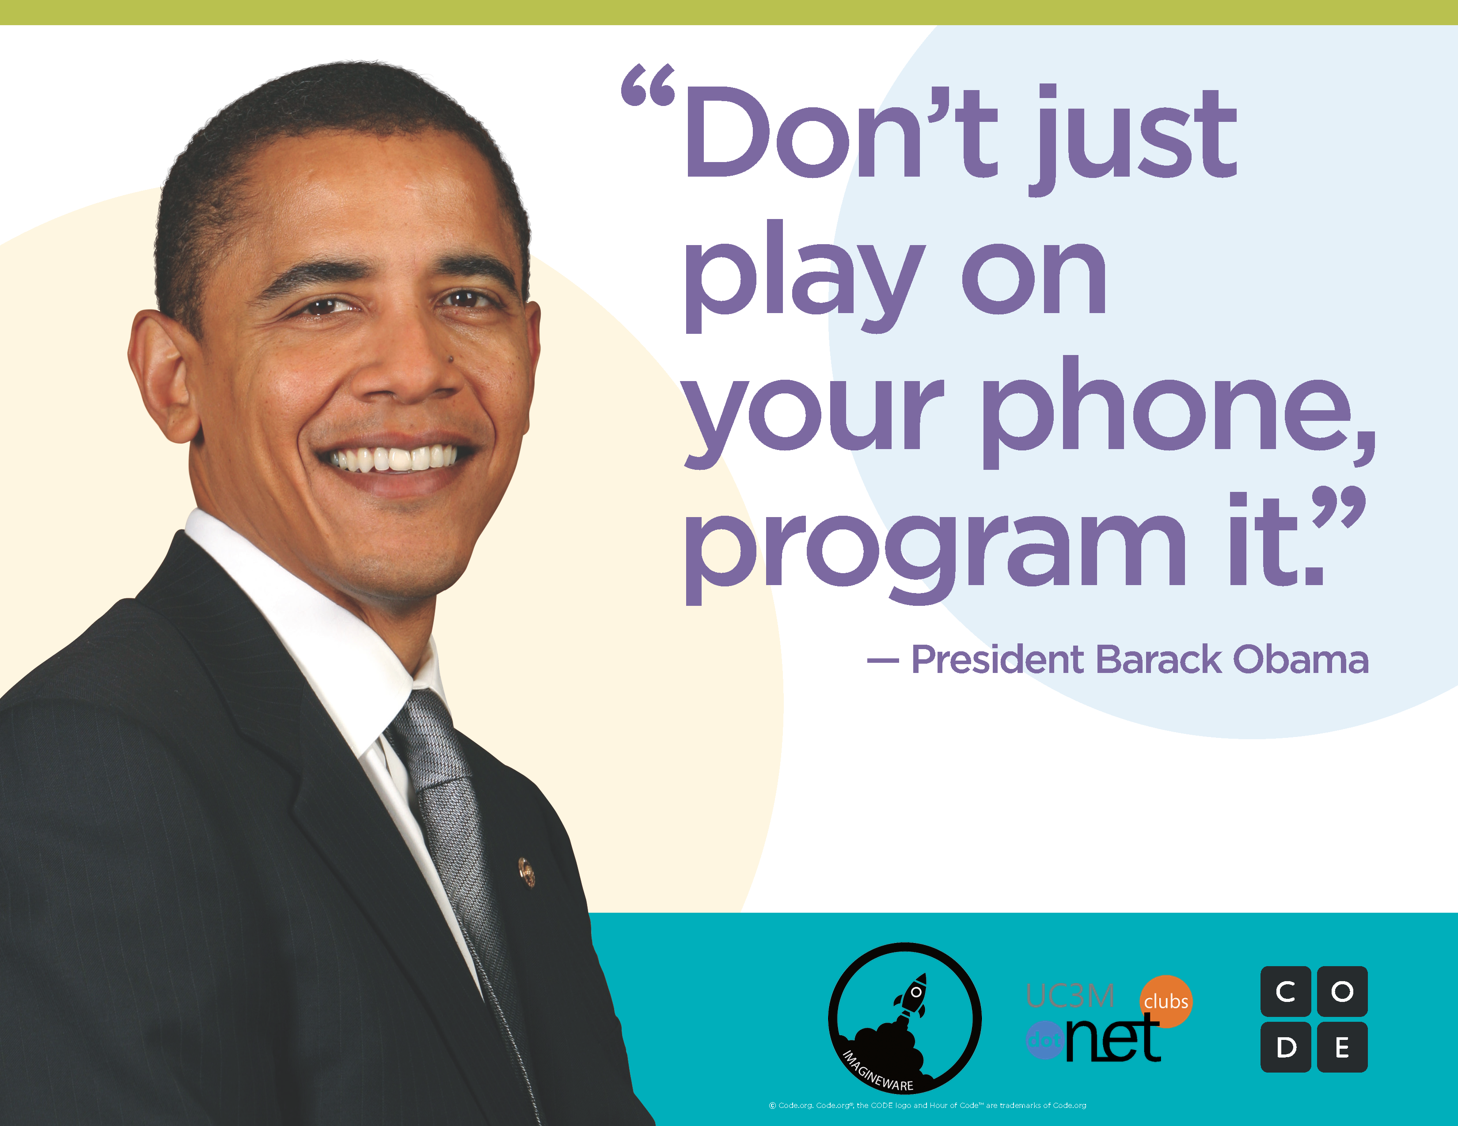 “Don’t just
play on
your phone,
program it.”
— President Barack Obama
IMAGINEWARE
UC3M
clubs
dot
net
C O
D E
© Code.org. Code.org®, the CODE logo and Hour of Code™ are trademarks of Code.org